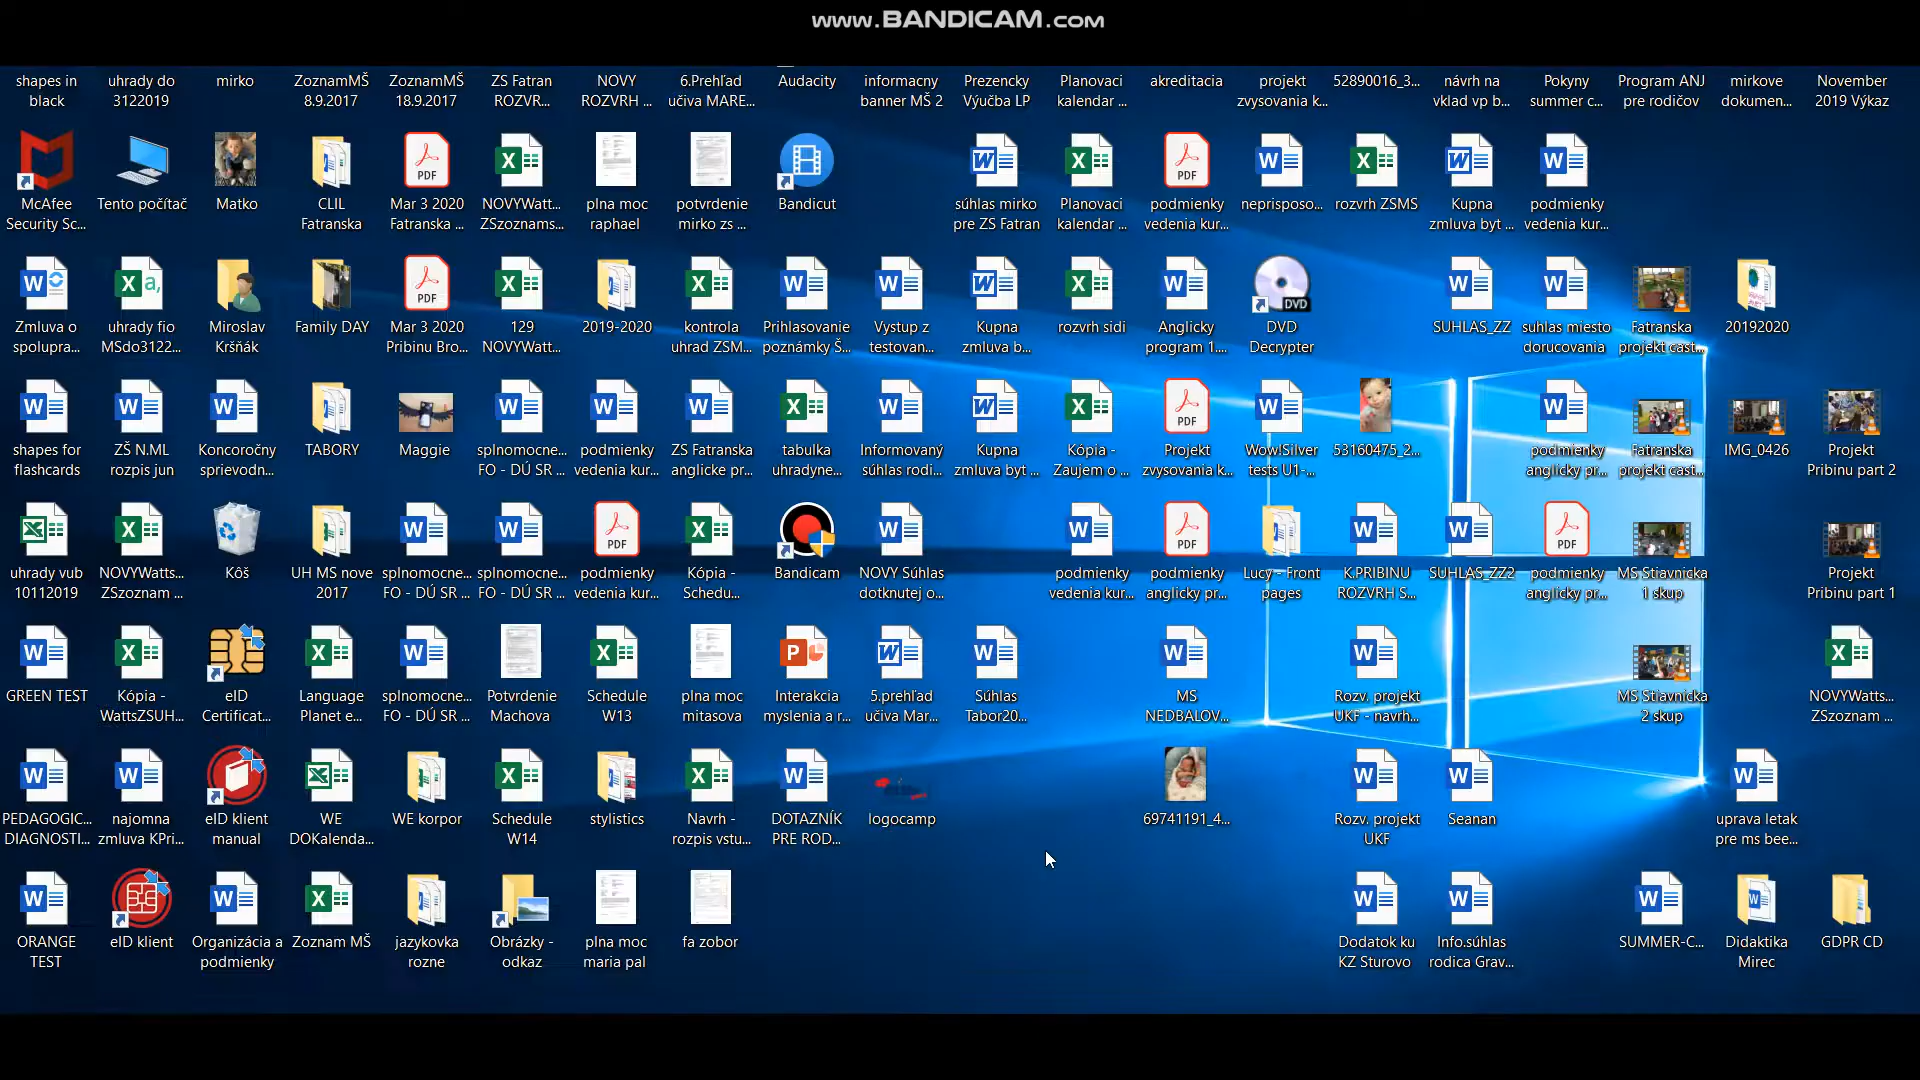 www.BANDICAM.com
shapes in black
uhrady do 3122019
mirko
ZoznamMŠ 8.9.2017
ZoznamMŠ 18.9.2017
ZS Fatran ROZVR...
NOVY ROZVRH ...
6.Prehľad učiva MARE...
Audacity
informacny banner MŠ 2
Prezencky Výučba LP
Planovaci kalendar ...
akreditacia
projekt zvysovania k...
52890016_3...
návrh na vklad vp b...
Pokyny summer c...
Program ANJ pre rodičov
mirkove dokumen...
November 2019 Výkaz
McAfee Security Sc...
Tento počítač
Matko
CLIL Fatranska
Mar 3 2020 Fatranska ...
NOVYWatt... ZSzoznams...
plna moc raphael
potvrdenie mirko zs ...
Bandicut
súhlas mirko pre ZS Fatran
Planovaci kalendar ...
podmienky vedenia kur...
neprisposo...
rozvrh ZSMS
Kupna zmluva byt ...
podmienky vedenia kur...
Zmluva o spolupra...
uhrady fio MSdo3122...
Miroslav Kršňák
Family DAY
Mar 3 2020 Pribinu Bro...
129 NOVYWatt...
2019-2020
kontrola uhrad ZSM...
Prihlasovanie poznámky Š...
Vystup z testovan...
Kupna zmluva b...
rozvrh sidi
Anglicky program 1....
DVD Decrypter
SUHLAS_ZZ
suhlas miesto dorucovania
Fatranska projekt cast...
20192020
shapes for flashcards
ZŠ N.ML rozpis jun
Koncoročny sprievodn...
TABORY
Maggie
splnomocne... FO - DÚ SR ...
podmienky vedenia kur...
ZS Fatranska anglicke pr...
tabulka uhradyne...
Informovaný súhlas rodi...
Kupna zmluva byt ...
Kópia - Zaujem o ...
Projekt zvysovania k...
Wow!Silver tests U1-...
53160475_2...
podmienky anglicky pr...
Fatranska projekt cast...
IMG_0426
Projekt Pribinu part 2
uhrady vub 10112019
NOVYWatts... ZSzoznam ...
Kôš
UH MS nove 2017
splnomocne... FO - DÚ SR ...
splnomocne... FO - DÚ SR ...
podmienky vedenia kur...
Kópia - Schedu...
Bandicam
NOVY Súhlas dotknutej o...
podmienky vedenia kur...
podmienky anglicky pr...
Lucy - Front pages
K.PRIBINU ROZVRH S...
SUHLAS_ZZ2
podmienky anglicky pr...
MS Stiavnicka 1 skup
Projekt Pribinu part 1
GREEN TEST
Kópia - WattsZSUH...
eID Certificat...
Language Planet e...
splnomocne... FO - DÚ SR ...
Potvrdenie Machova
Schedule W13
plna moc mitasova
Interakcia myslenia a r...
5.prehľad učiva Mar...
Súhlas Tabor20...
MS NEDBALOV...
Rozv. projekt UKF - navrh...
MS Stiavnicka 2 skup
NOVYWatts... ZSzoznam ...
PEDAGOGIC... DIAGNOSTI...
najomna zmluva KPri...
eID klient manual
WE DOKalenda...
WE korpor
Schedule W14
stylistics
Navrh - rozpis vstu...
DOTAZNÍK PRE ROD...
logocamp
69741191_4...
Rozv. projekt UKF
Seanan
uprava letak pre ms bee...
ORANGE TEST
eID klient
Organizácia a podmienky
Zoznam MŠ
jazykovka rozne
Obrázky - odkaz
plna moc maria pal
fa zobor
Dodatok ku KZ Sturovo
Info.súhlas rodica Grav...
SUMMER-C...
Didaktika Mirec
GDPR CD